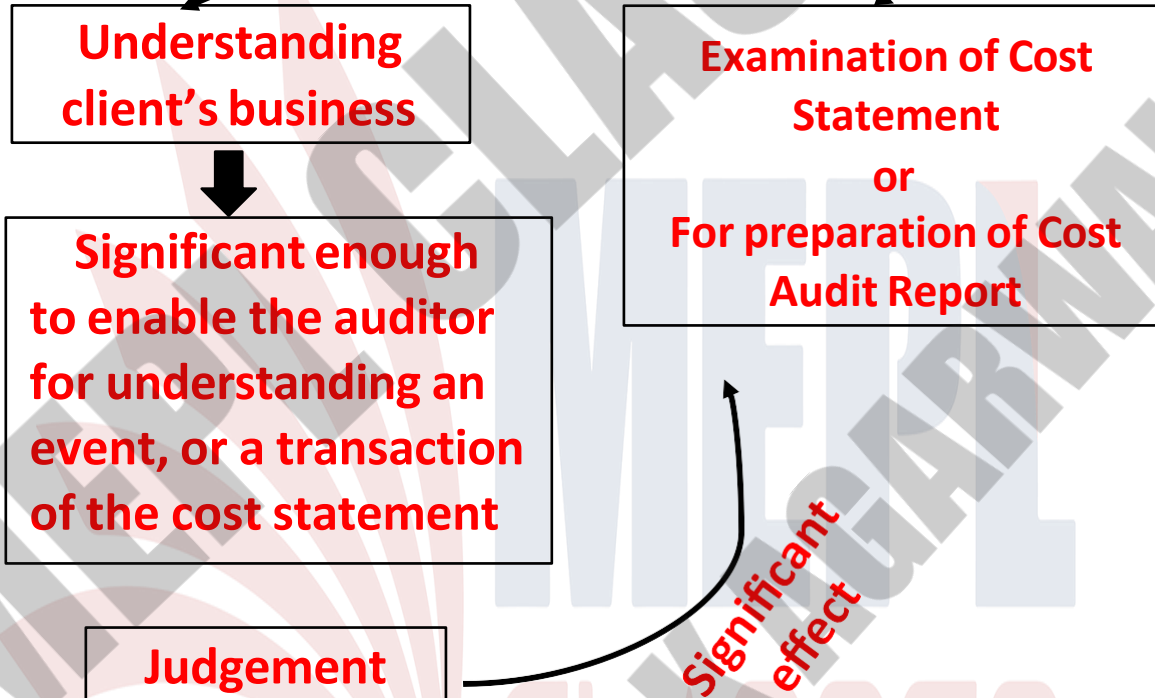 Understanding
client's business
Significant enough
to enable the auditor
for understanding an
event, or a transaction
of the cost statement
Judgement
Examination of Cost
Statement
or
For preparation of Cost
Audit Report
Significant
effect
MEPL